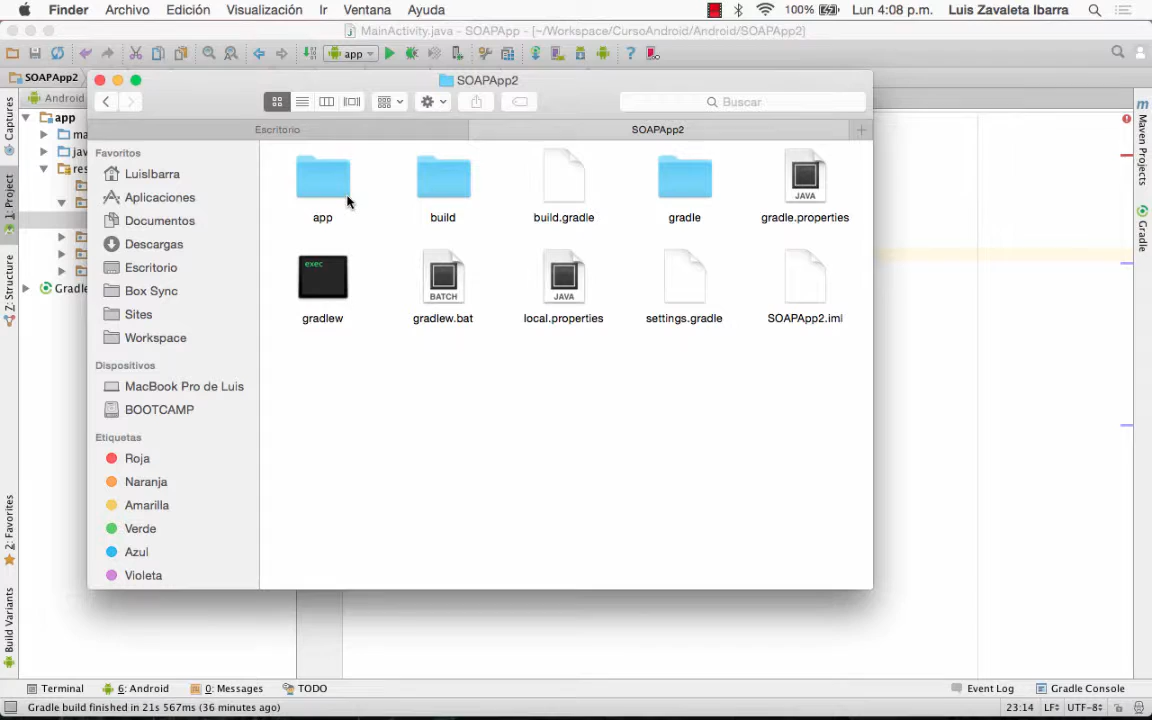 Finder Archivo Edición Visualización Ir Ventana Ayuda 100% Lun 4:08 p.m. Luis Zavaleta Ibarra
MainActivity.java - SOAPApp - [~/Workspace/CursoAndroid/Android/SOAPApp2]
app
SOAPApp2
SOAPApp2
Buscar
Android
Escritorio SOAPApp2
app
Captures
1: Project
Z: Structure
2: Favorites
Build Variants
Maven Projects
Gradle
Favoritos
LuisIbarra
Aplicaciones
Documentos
Descargas
Escritorio
Box Sync
Sites
Workspace
Dispositivos
MacBook Pro de Luis
BOOTCAMP
Etiquetas
Roja
Naranja
Amarilla
Verde
Azul
Violeta
JAVA
app build build.gradle gradle gradle.properties
exec
BATCH JAVA
gradlew gradlew.bat local.properties settings.gradle SOAPApp2.iml
Terminal 6: Android 0: Messages TODO Event Log Gradle Console
Gradle build finished in 21s 567ms (36 minutes ago) 23:14 LF UTF-8